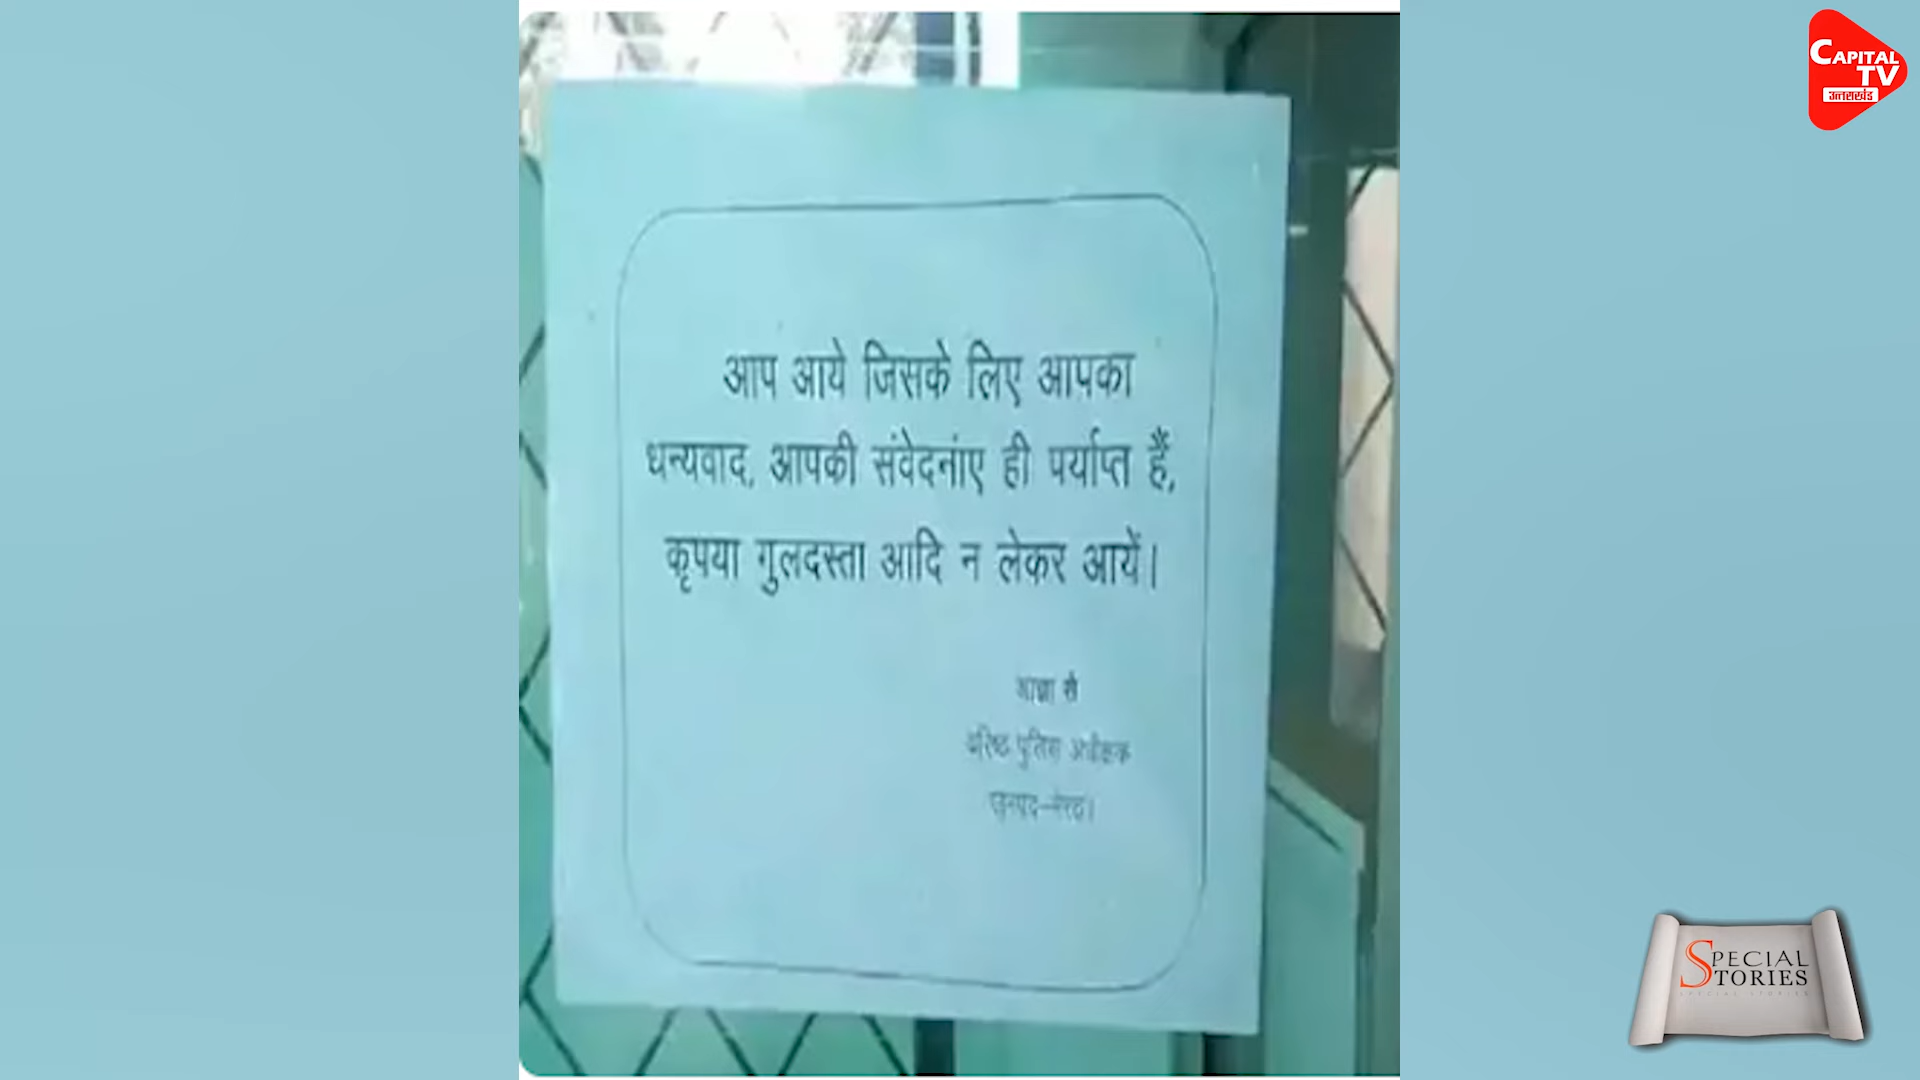 CAPITAL
TV
उत्तराखंड
आप आये जिसके लिए आपका
धन्यवाद, आपकी संवेदनांए ही पर्याप्त हैं,
कृपया गुलदस्ता आदि न लेकर आयें।
आज्ञा से
वरिष्ठ पुलिस अधीक्षक
जनपद-मेरठ।
SPECIAL
STORIES